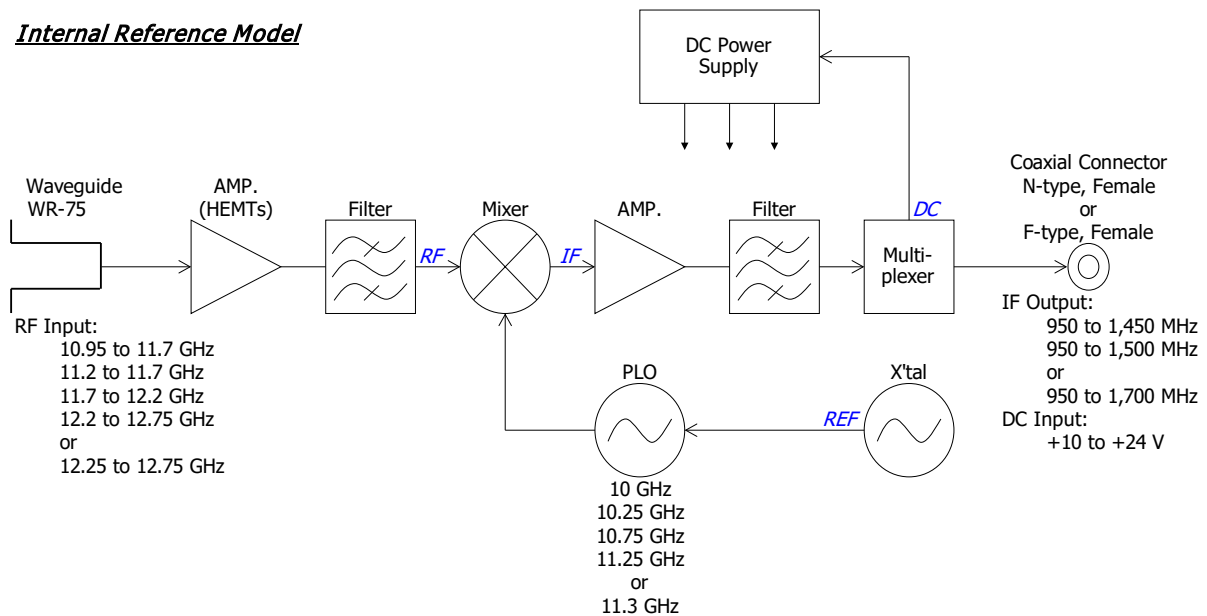 Internal Reference Model
DC Power
Supply
Waveguide
WR-75
AMP.
(HEMTs)
Filter
Mixer
AMP.
Filter
DC
Coaxial Connector
N-type, Female
or
F-type, Female
RF
IF
Multi-
plexer
RF Input:
10.95 to 11.7 GHz
11.2 to 11.7 GHz
11.7 to 12.2 GHz
12.2 to 12.75 GHz
or
12.25 to 12.75 GHz
IF Output:
950 to 1,450 MHz
950 to 1,500 MHz
or
950 to 1,700 MHz
DC Input:
+10 to +24 V
PLO
REF
X'tal
10 GHz
10.25 GHz
10.75 GHz
11.25 GHz
or
11.3 GHz